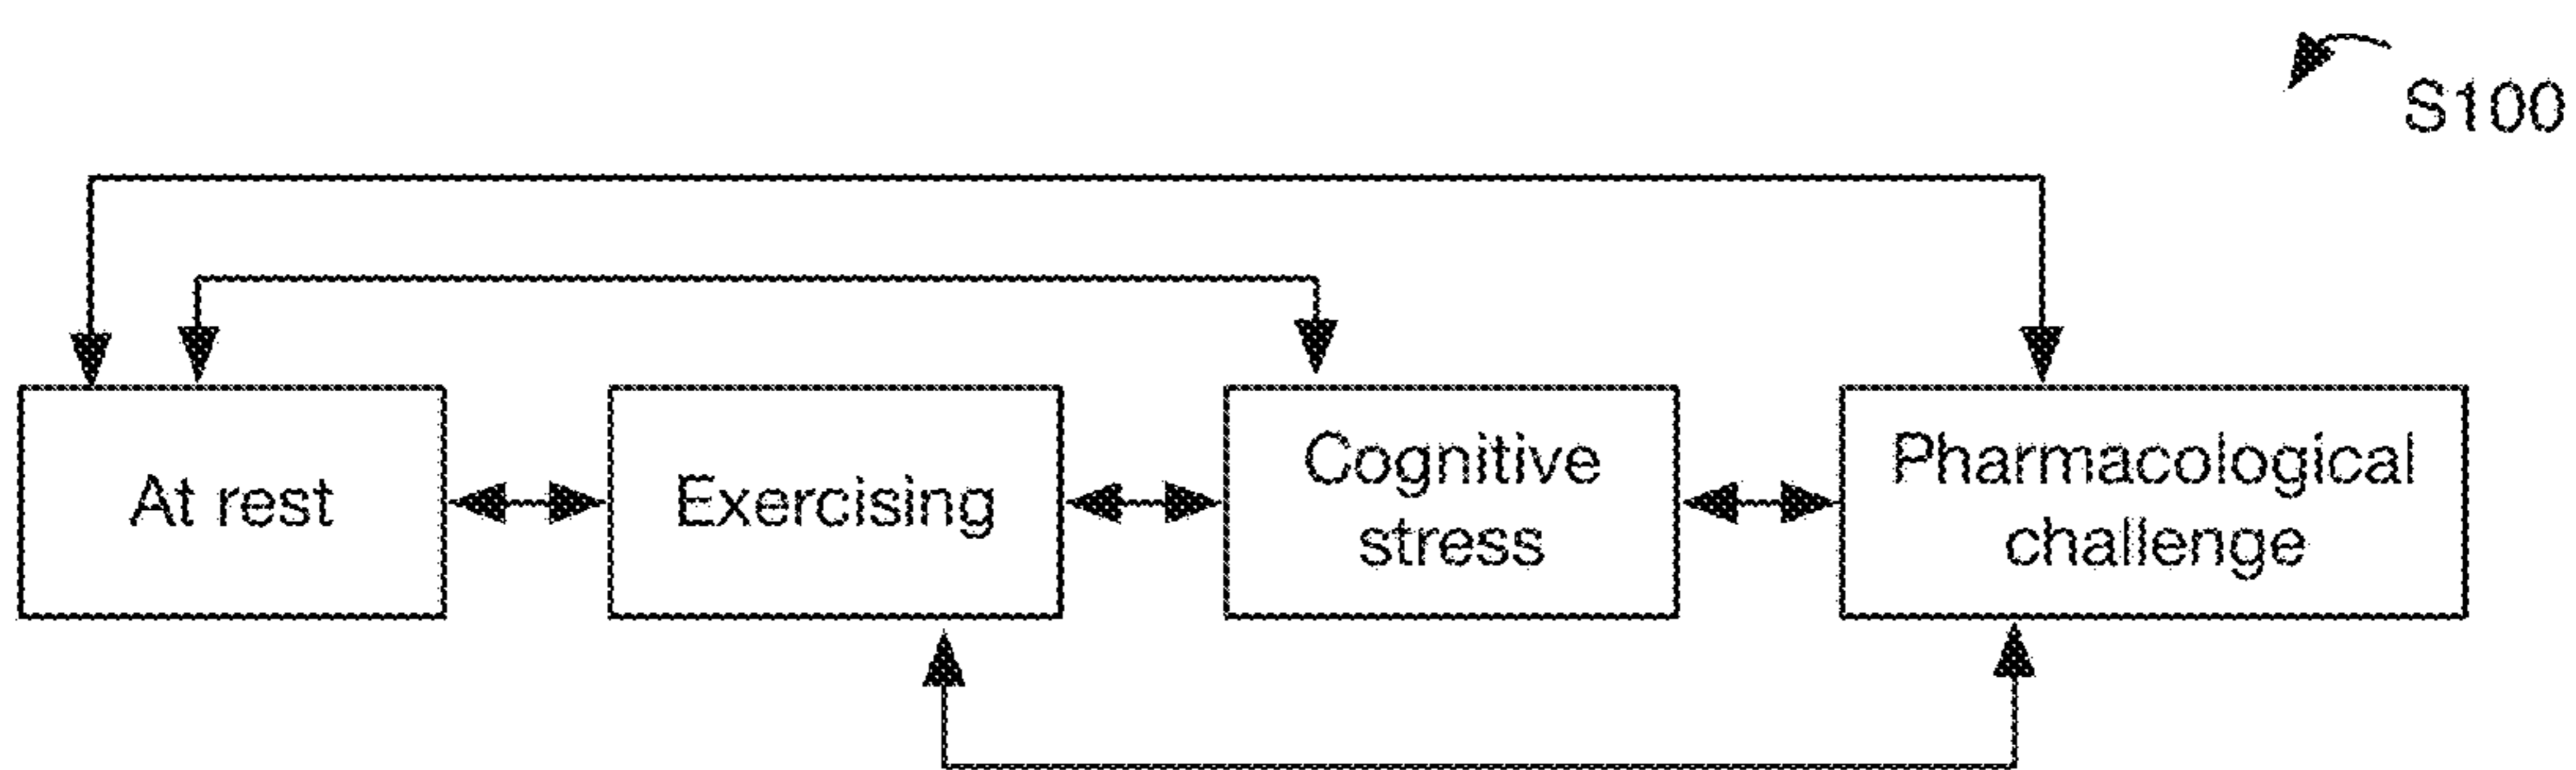 S100
At rest
Exercising
Cognitive
stress
Pharmacological
challenge